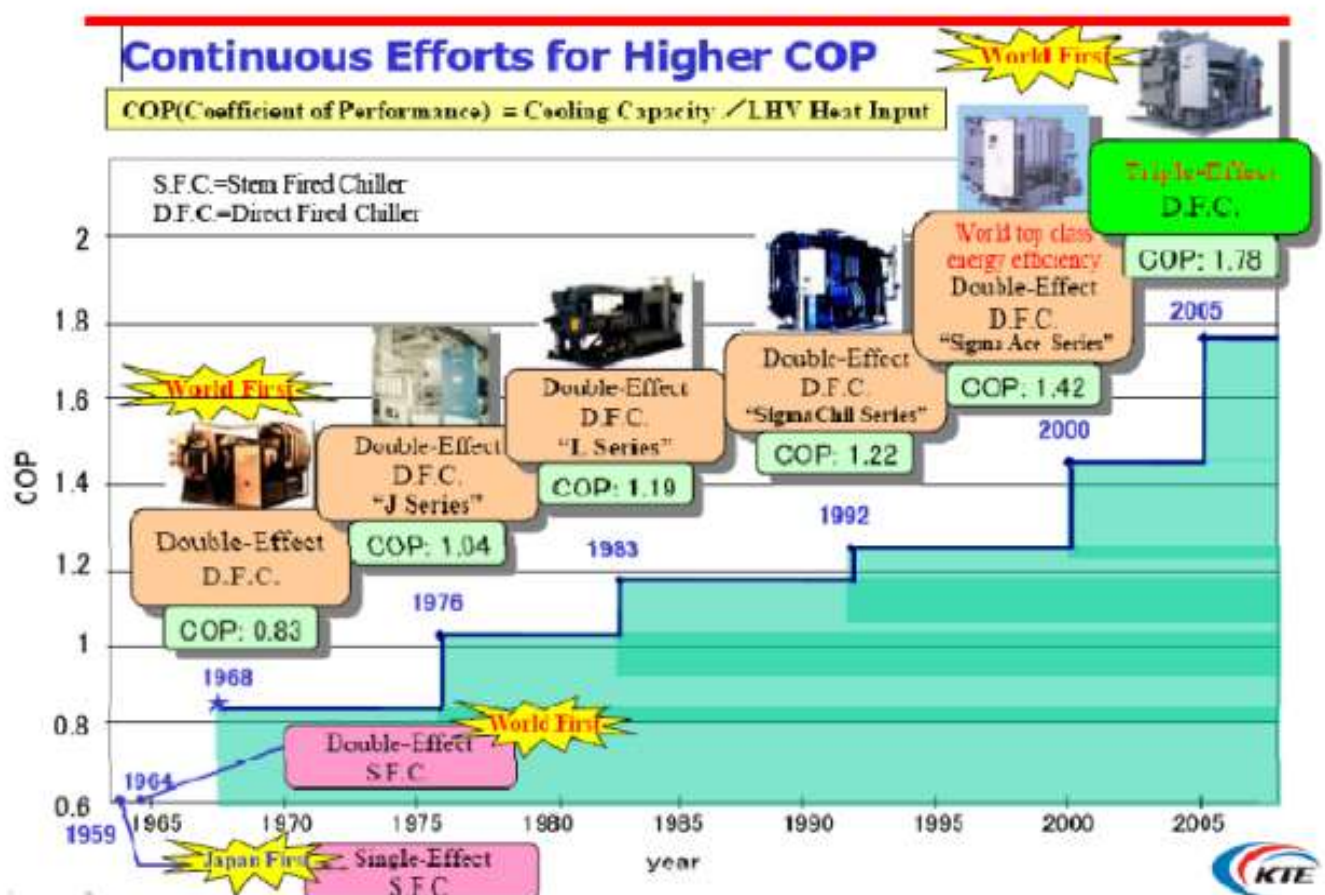 Continuous Efforts for Higher COP
World First
COP(Coefficient of Performance) = Cooling Capacity / LHV Heat Input
S.F.C.=Stem Fired Chiller
D.F.C.=Direct Fired Chiller
Triple-Effect
D.F.C.
COP: 1.78
World top class
energy efficiency
Double-Effect
D.F.C.
"Sigma Ace Series"
COP: 1.42
Double-Effect
D.F.C.
"SigmaChil Series"
COP: 1.22
Double-Effect
D.F.C.
"L Series"
COP: 1.19
Double-Effect
D.F.C.
"J Series"
COP: 1.04
World First
Double-Effect
D.F.C.
COP: 0.83
2005
2000
1992
1983
1976
1968
1964
1959
World First
Double-Effect
S.F.C.
Japan First
Single-Effect
S.F.C.
COP
2
1.8
1.6
1.4
1.2
1
0.8
0.6
1965 1970 1975 1980 1985 1990 1995 2000 2005
year
KTE